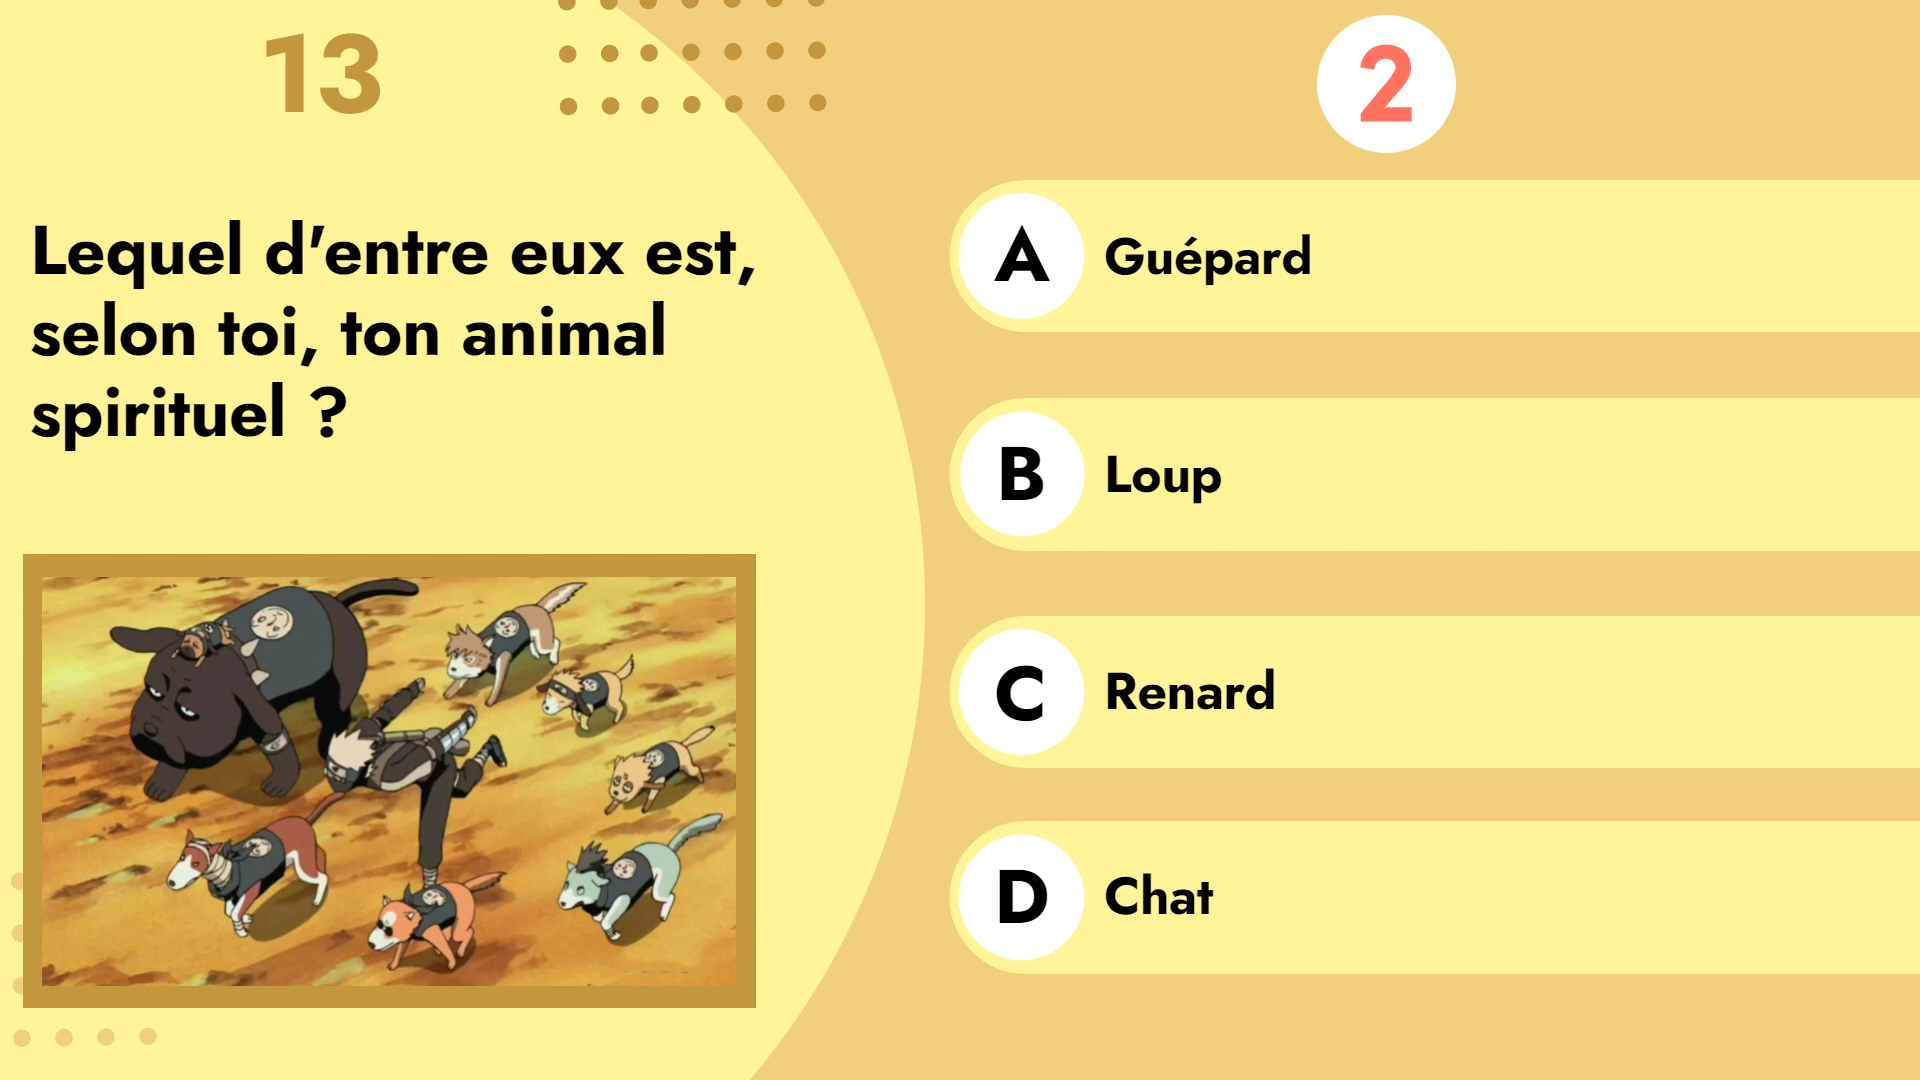 13
Lequel d'entre eux est,
selon toi, ton animal
spirituel ?
2
A Guépard
B Loup
C Renard
D Chat